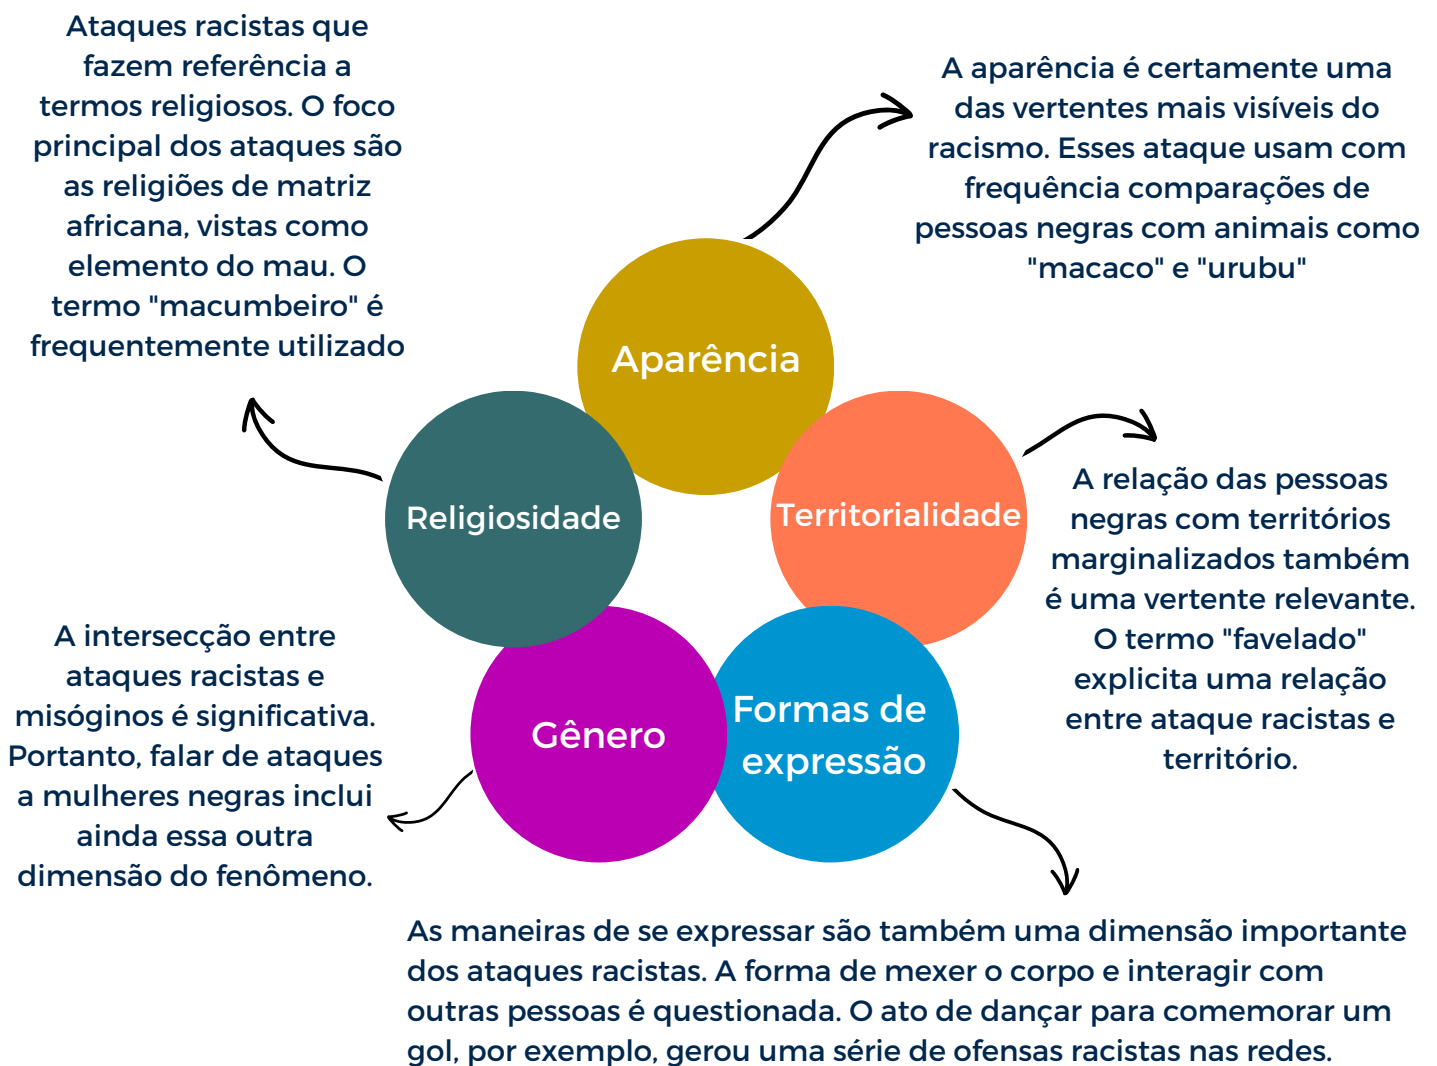 Ataques racistas que
fazem referência a
termos religiosos. O foco
principal dos ataques são
as religiões de matriz
africana, vistas como
elemento do mau. O
termo "macumbeiro" é
frequentemente utilizado
A aparência é certamente uma
das vertentes mais visíveis do
racismo. Esses ataque usam com
frequência comparações de
pessoas negras com animais como
"macaco" e "urubu"
Aparência
Religiosidade
Territorialidade
A relação das pessoas
negras com territórios
marginalizados também
é uma vertente relevante.
O termo "favelado"
explicita uma relação
entre ataque racistas e
território.
A intersecção entre
ataques racistas e
misóginos é significativa.
Portanto, falar de ataques
a mulheres negras inclui
ainda essa outra
dimensão do fenômeno.
Gênero
Formas de
expressão
As maneiras de se expressar são também uma dimensão importante
dos ataques racistas. A forma de mexer o corpo e interagir com
outras pessoas é questionada. O ato de dançar para comemorar um
gol, por exemplo, gerou uma série de ofensas racistas nas redes.